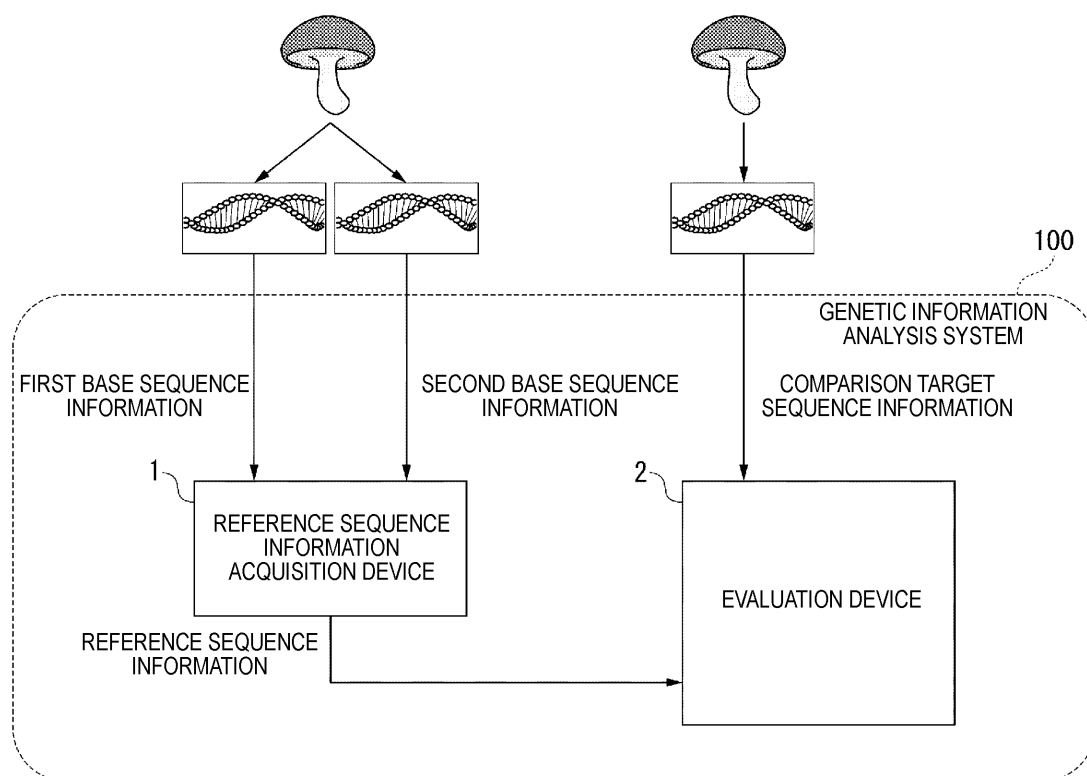 100
GENETIC INFORMATION
ANALYSIS SYSTEM
FIRST BASE SEQUENCE
INFORMATION
SECOND BASE SEQUENCE
INFORMATION
COMPARISON TARGET
SEQUENCE INFORMATION
1
REFERENCE SEQUENCE
INFORMATION
ACQUISITION DEVICE
2
EVALUATION DEVICE
REFERENCE SEQUENCE
INFORMATION